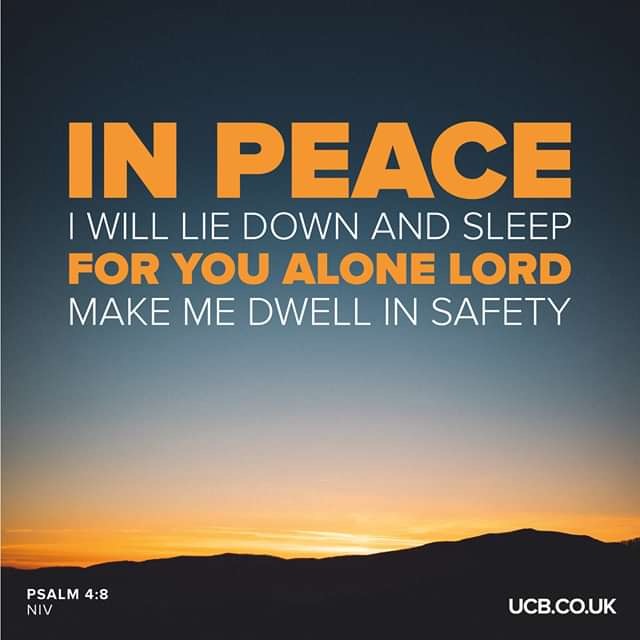 IN PEACE
I WILL LIE DOWN AND SLEEP
FOR YOU ALONE LORD
MAKE ME DWELL IN SAFETY
PSALM 4:8
NIV
UCB.CO.UK